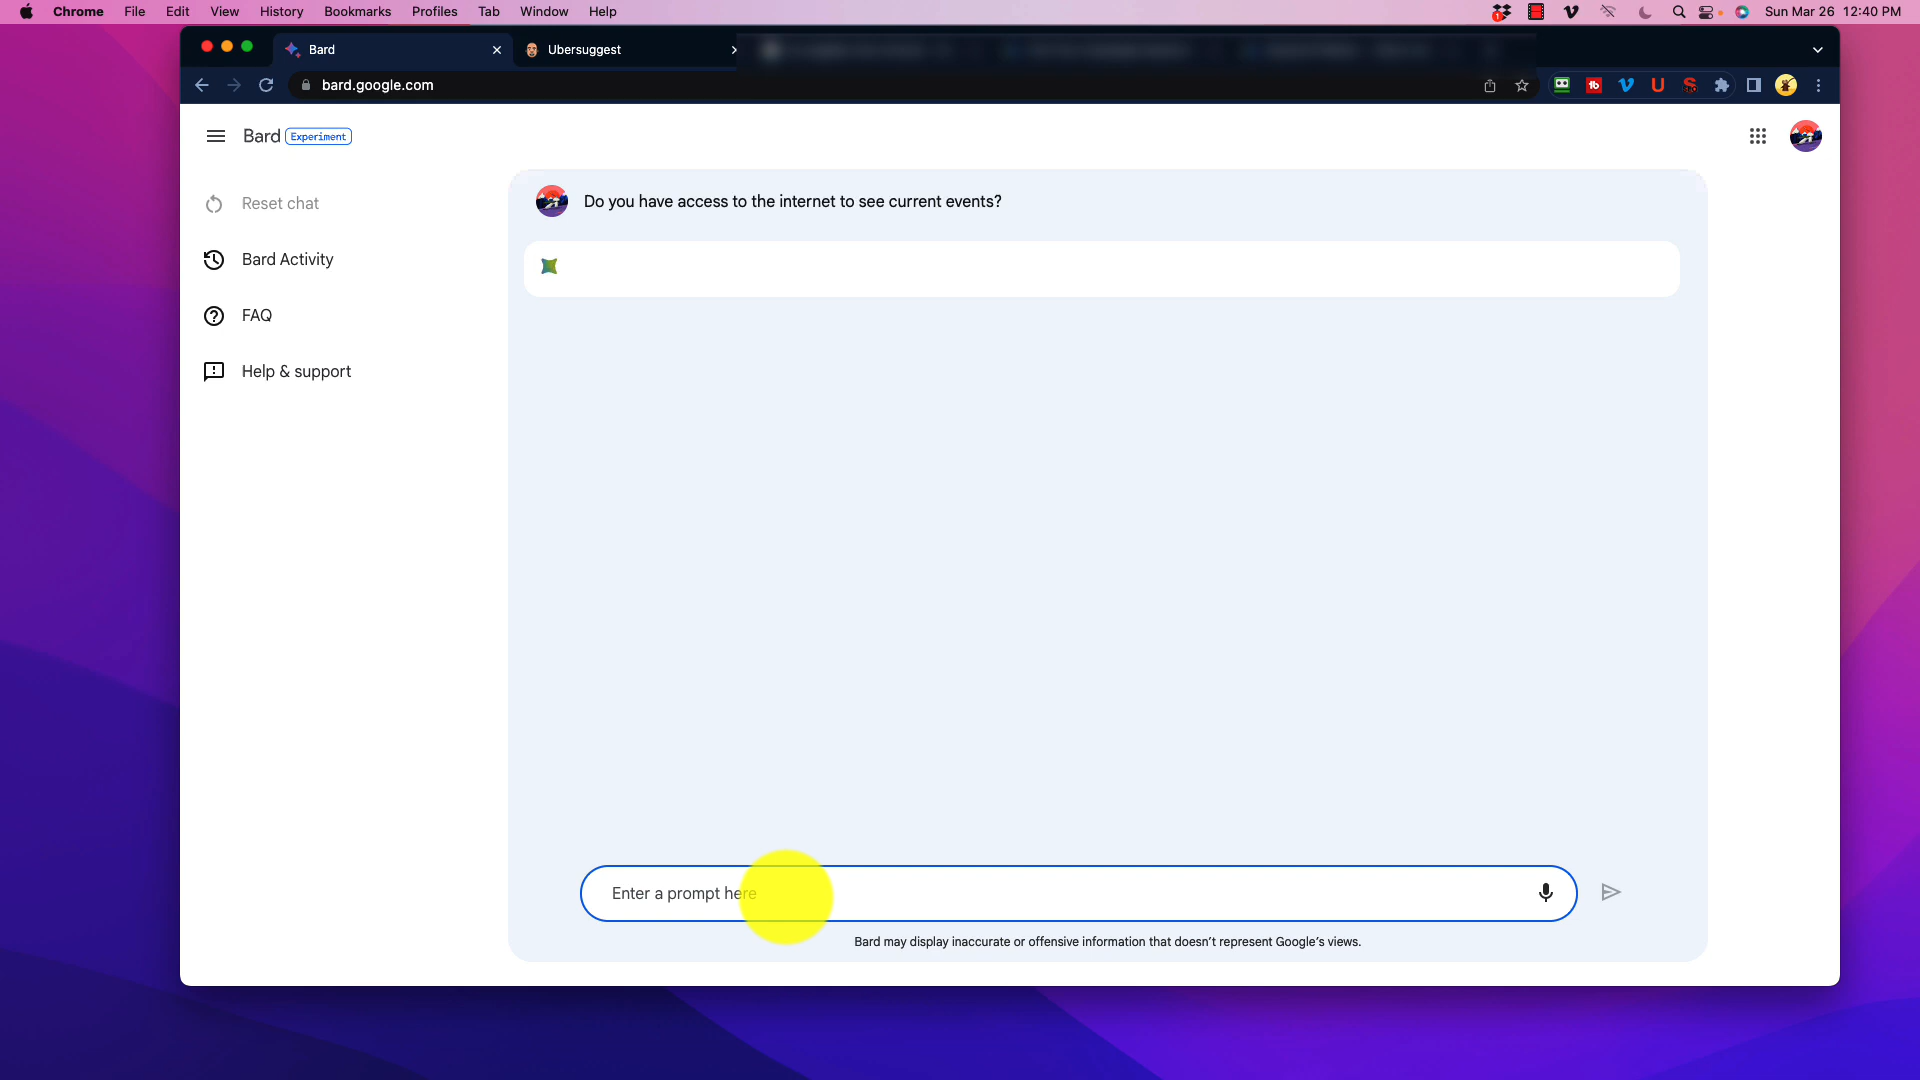 Chrome File Edit View History Bookmarks Profiles Tab Window Help
1
Sun Mar 26 12:40 PM
Bard
Ubersuggest
bard.google.com
tb
Bard Experiment
Reset chat
Bard Activity
FAQ
Help & support
Do you have access to the internet to see current events?
Enter a prompt here
Bard may display inaccurate or offensive information that doesn't represent Google's views.